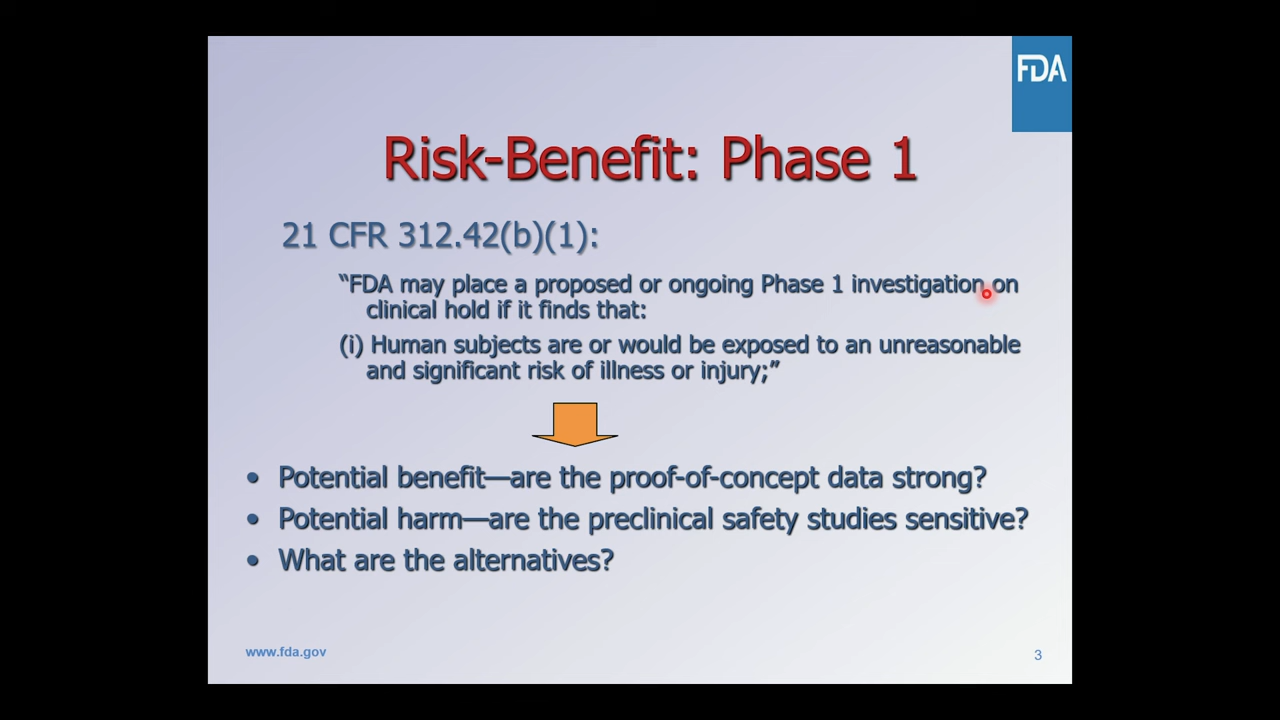 FDA
Risk-Benefit: Phase 1
21 CFR 312.42(b)(1):
“FDA may place a proposed or ongoing Phase 1 investigation on
clinical hold if it finds that:
(i) Human subjects are or would be exposed to an unreasonable
and significant risk of illness or injury;”
• Potential benefit—are the proof-of-concept data strong?
• Potential harm—are the preclinical safety studies sensitive?
• What are the alternatives?
www.fda.gov
3